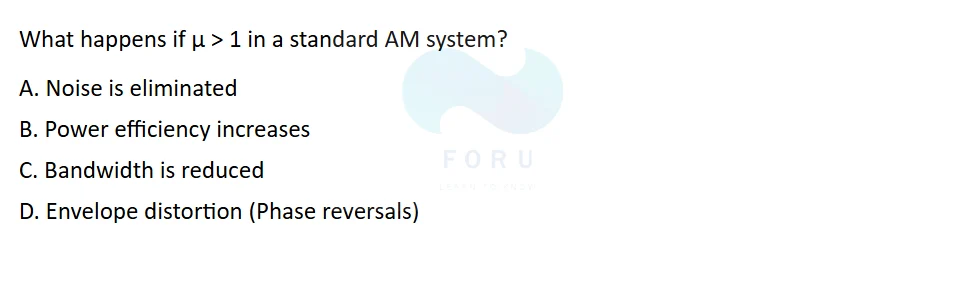 What happens if μ > 1 in a standard AM system?
A. Noise is eliminated
B. Power efficiency increases
FORU
C. Bandwidth is reduced
D. Envelope distortion (Phase reversals)